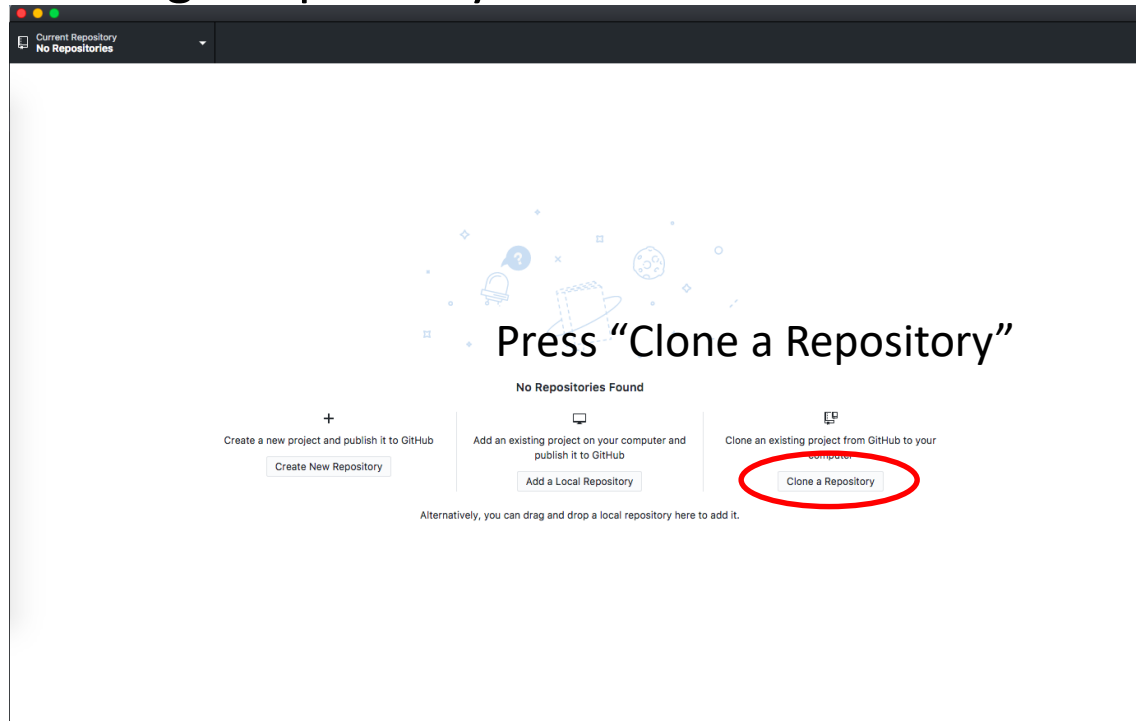 Current Repository
No Repositories
?
Press “Clone a Repository”
No Repositories Found
Create a new project and publish it to GitHub
Create New Repository
Add an existing project on your computer and
publish it to GitHub
Add a Local Repository
Clone an existing project from GitHub to your
computer
Clone a Repository
Alternatively, you can drag and drop a local repository here to add it.